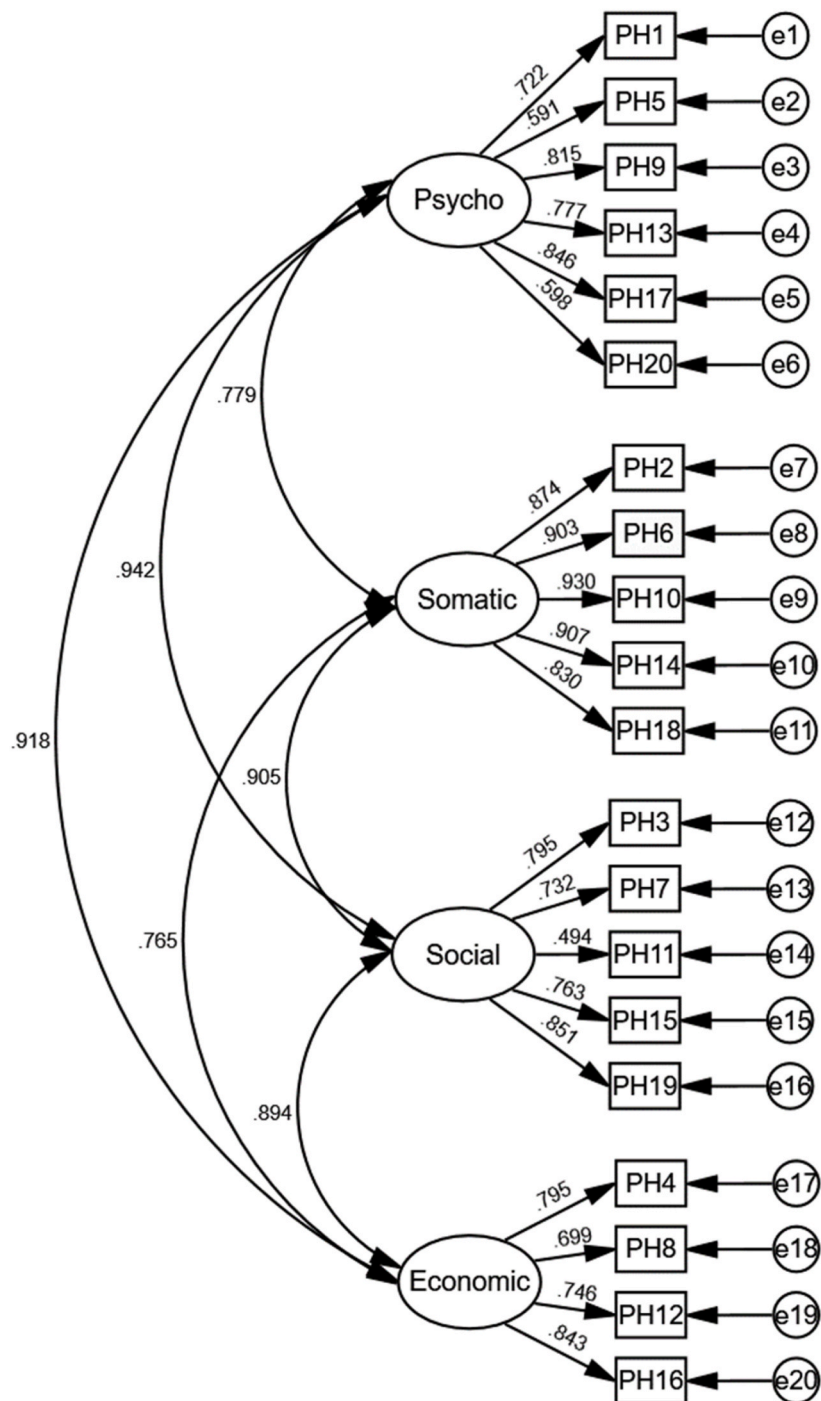 PH1
e1
.722
PH5
e2
.591
PH9
e3
.815
Psycho
.777
PH13
e4
.846
PH17
e5
.598
PH20
e6
.779
PH2
e7
.874
PH6
e8
.903
.942
Somatic
.930
PH10
e9
.907
PH14
e10
.830
PH18
e11
.918
.905
PH3
e12
.795
PH7
e13
.732
.765
Social
.494
PH11
e14
.763
PH15
e15
.851
PH19
e16
.894
PH4
e17
.795
PH8
e18
.699
Economic
.746
PH12
e19
.843
PH16
e20